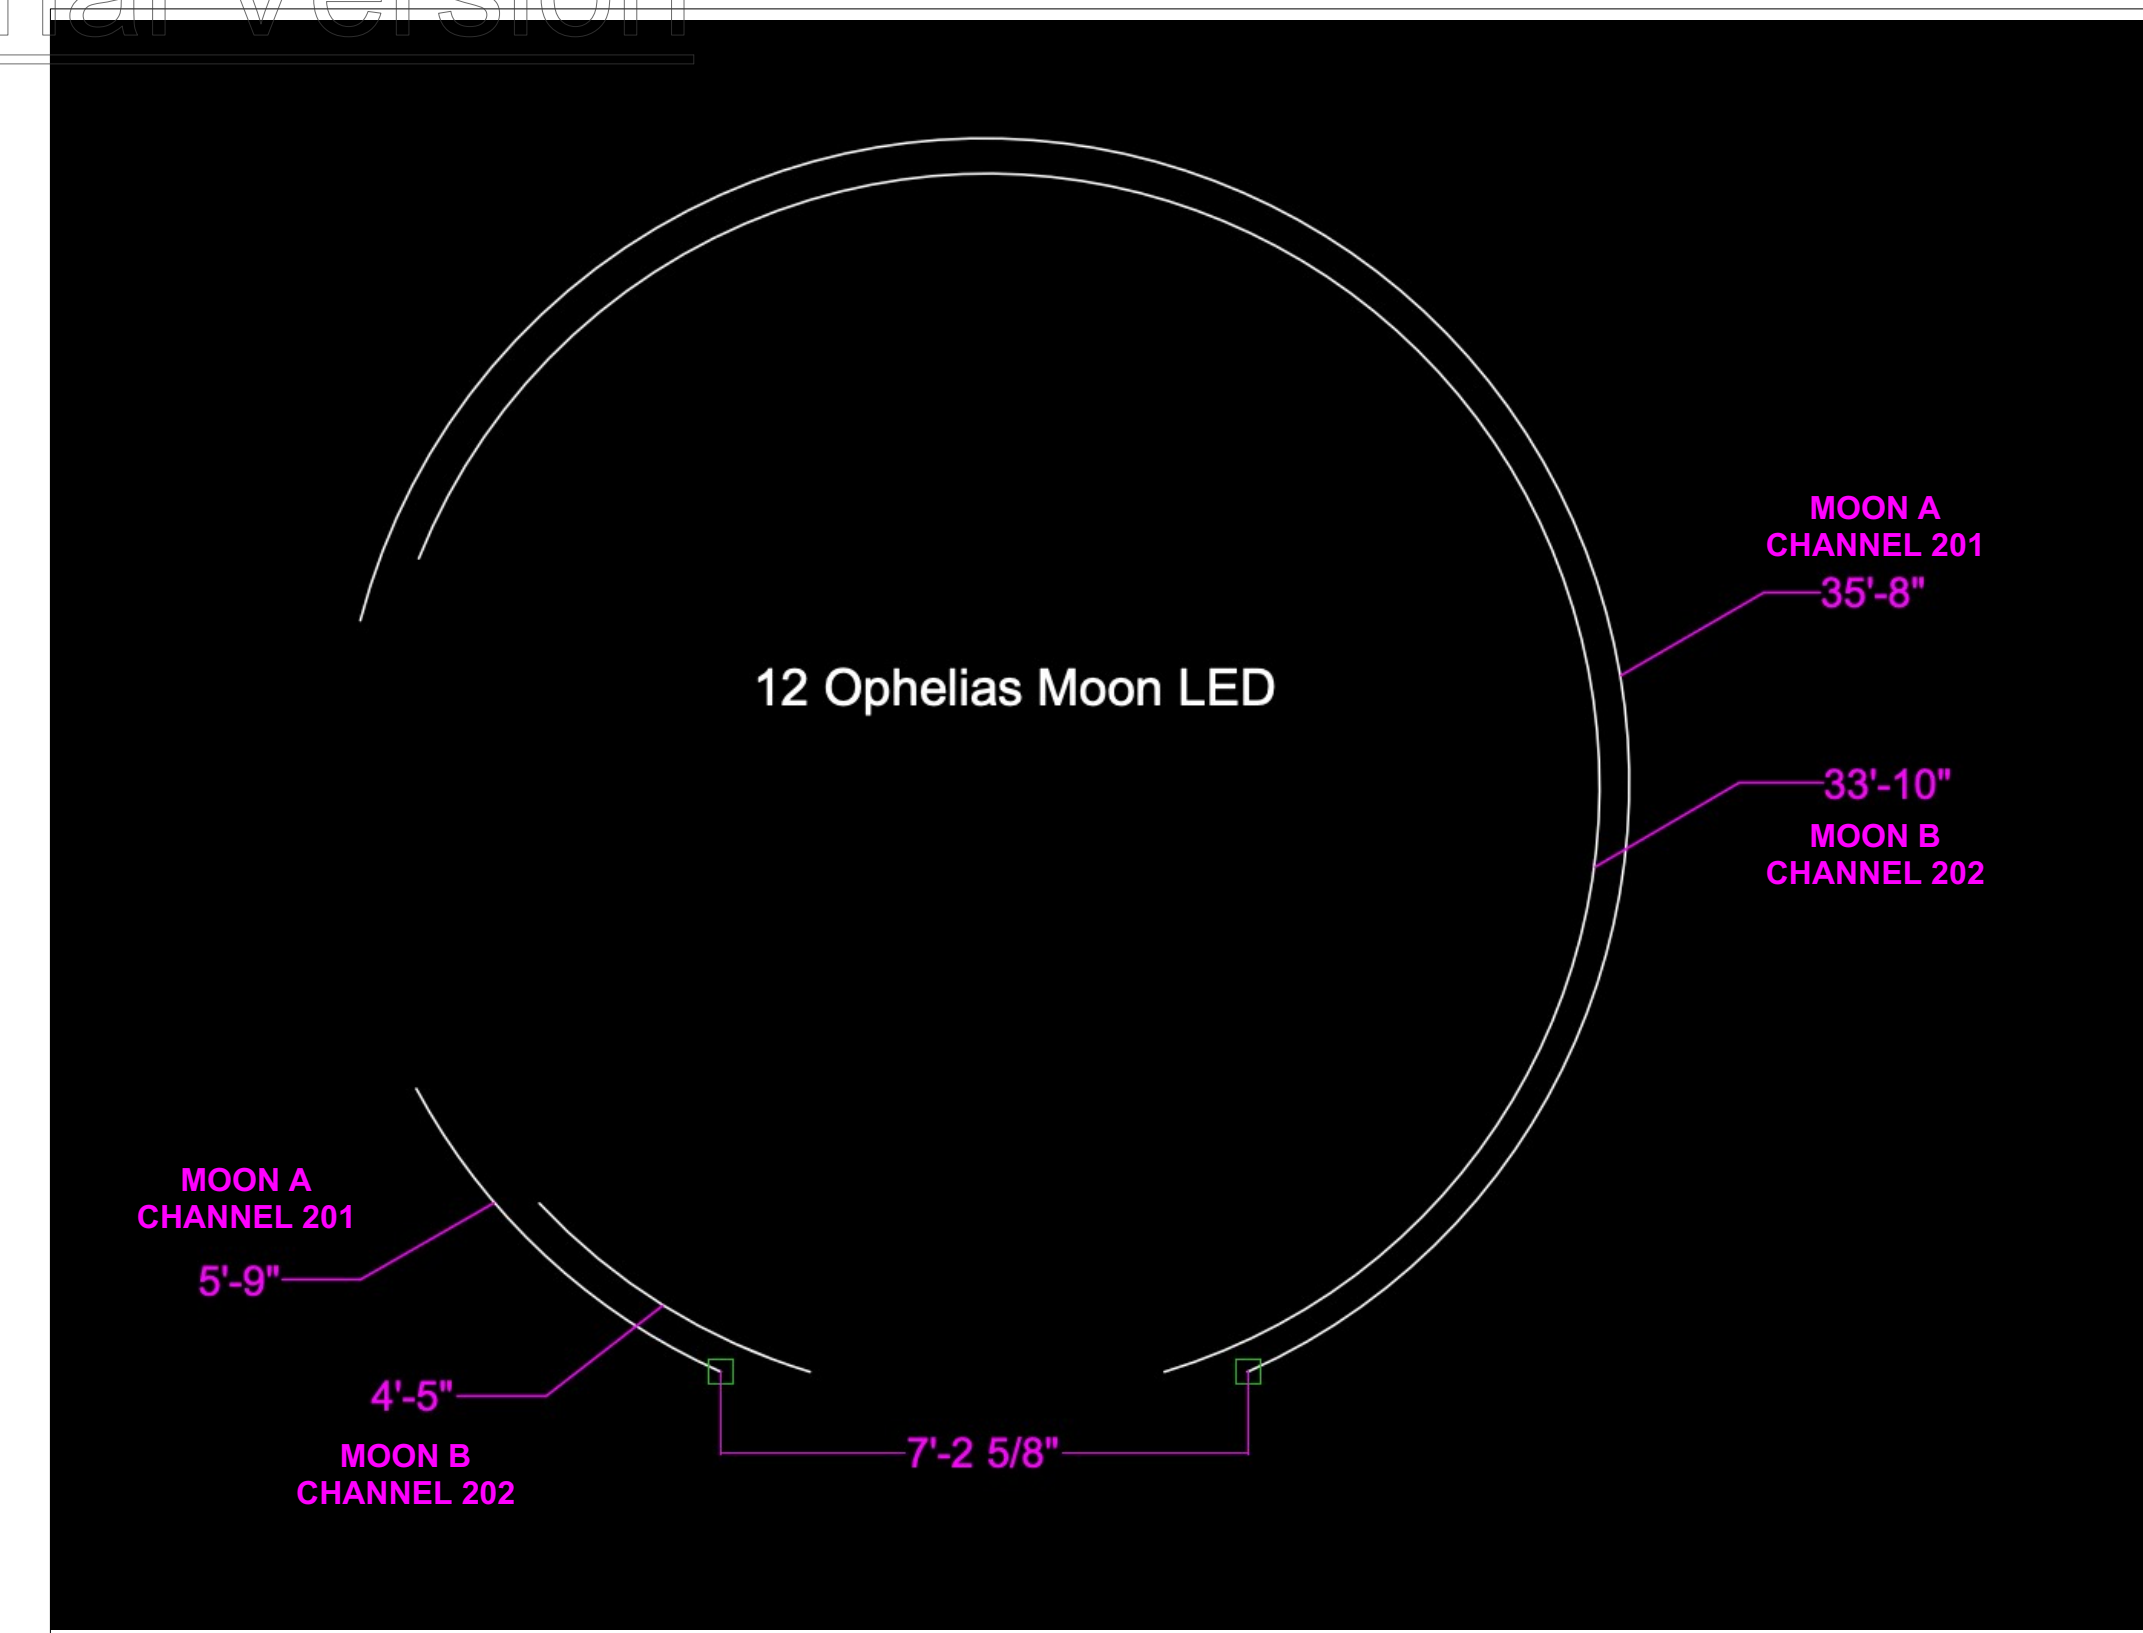 version
12 Ophelias Moon LED
MOON A
CHANNEL 201
35'-8"
33'-10"
MOON B
CHANNEL 202
MOON A
CHANNEL 201
5'-9"
4'-5"
MOON B
CHANNEL 202
7'-2 5/8"